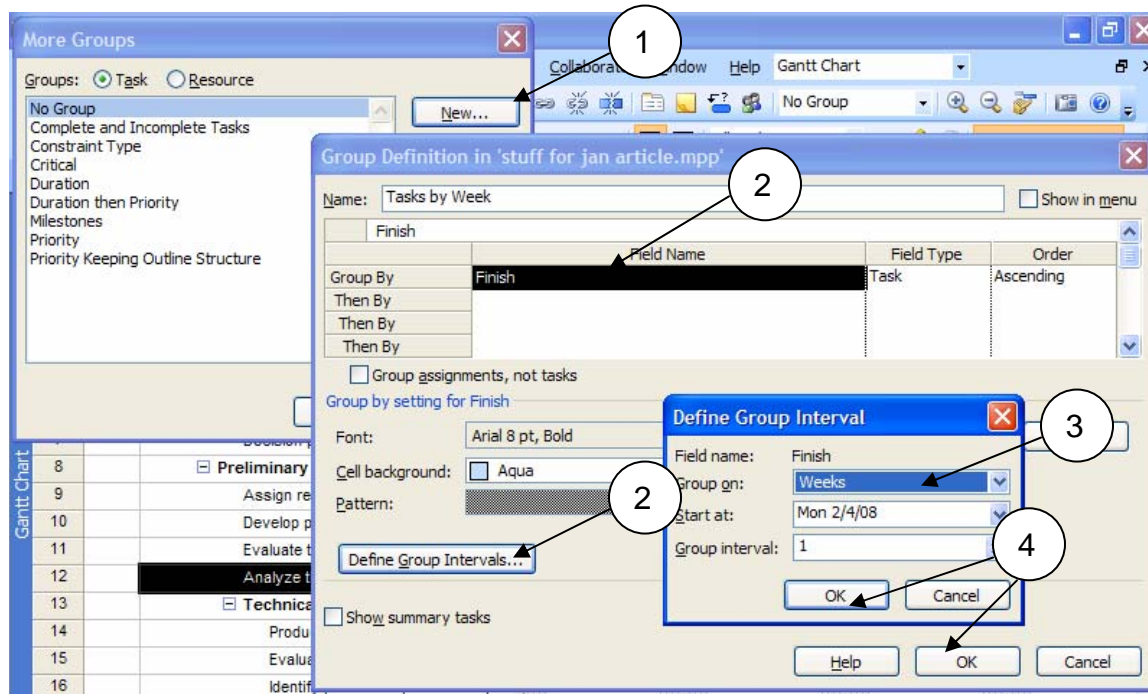 More Groups
1
Groups: Task Resource
Help Gantt Chart
No Group
New...
No Group
Complete and Incomplete Tasks
Constraint Type
Critical
Duration
Duration then Priority
Milestones
Priority
Priority Keeping Outline Structure
Group Definition in 'stuff for jan article.mpp'
2
Name: Tasks by Week
Show in menu
Finish
Field Name Field Type Order
Group By Finish Task Ascending
Then By
Then By
Then By
Group assignments, not tasks
Group by setting for Finish
Font: Arial 8 pt, Bold
Cell background: Aqua
Pattern:
2
Define Group Intervals...
Show summary tasks
Help OK Cancel
Define Group Interval
3
Field name: Finish
Group on: Weeks
Start at: Mon 2/4/08
Group interval: 1
4
OK Cancel
Gantt Chart
8 Preliminary
9 Assign re
10 Develop p
11 Evaluate t
12 Analyze t
13 Technica
14 Produ
15 Evalua
16 Identif